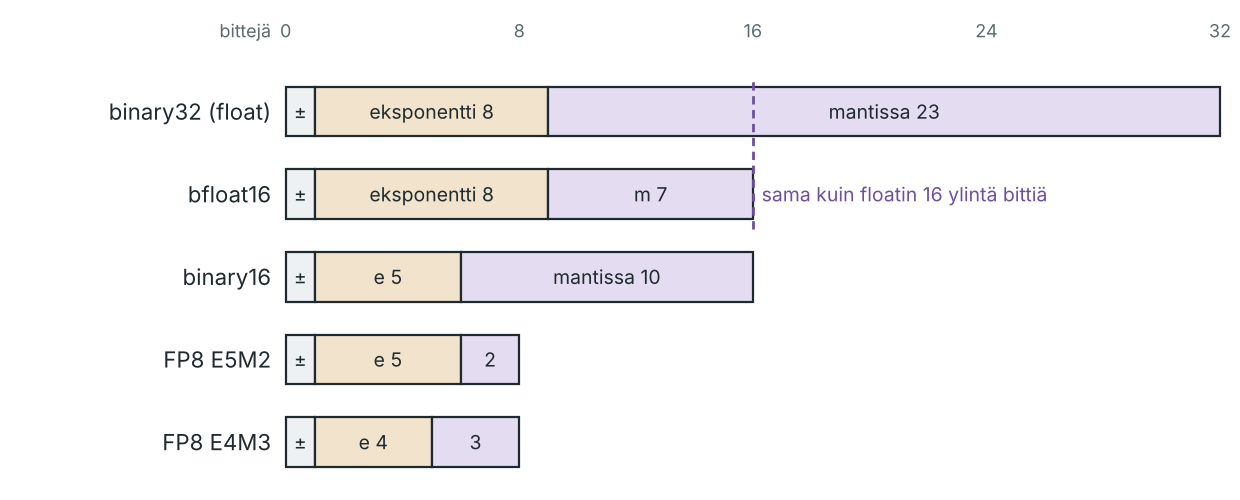 bittejä 0 8 16 24 32
binary32 (float) ± eksponentti 8 mantissa 23
bfloat16 ± eksponentti 8 m 7 sama kuin floatin 16 ylintä bittiä
binary16 ± e 5 mantissa 10
FP8 E5M2 ± e 5 2
FP8 E4M3 ± e 4 3